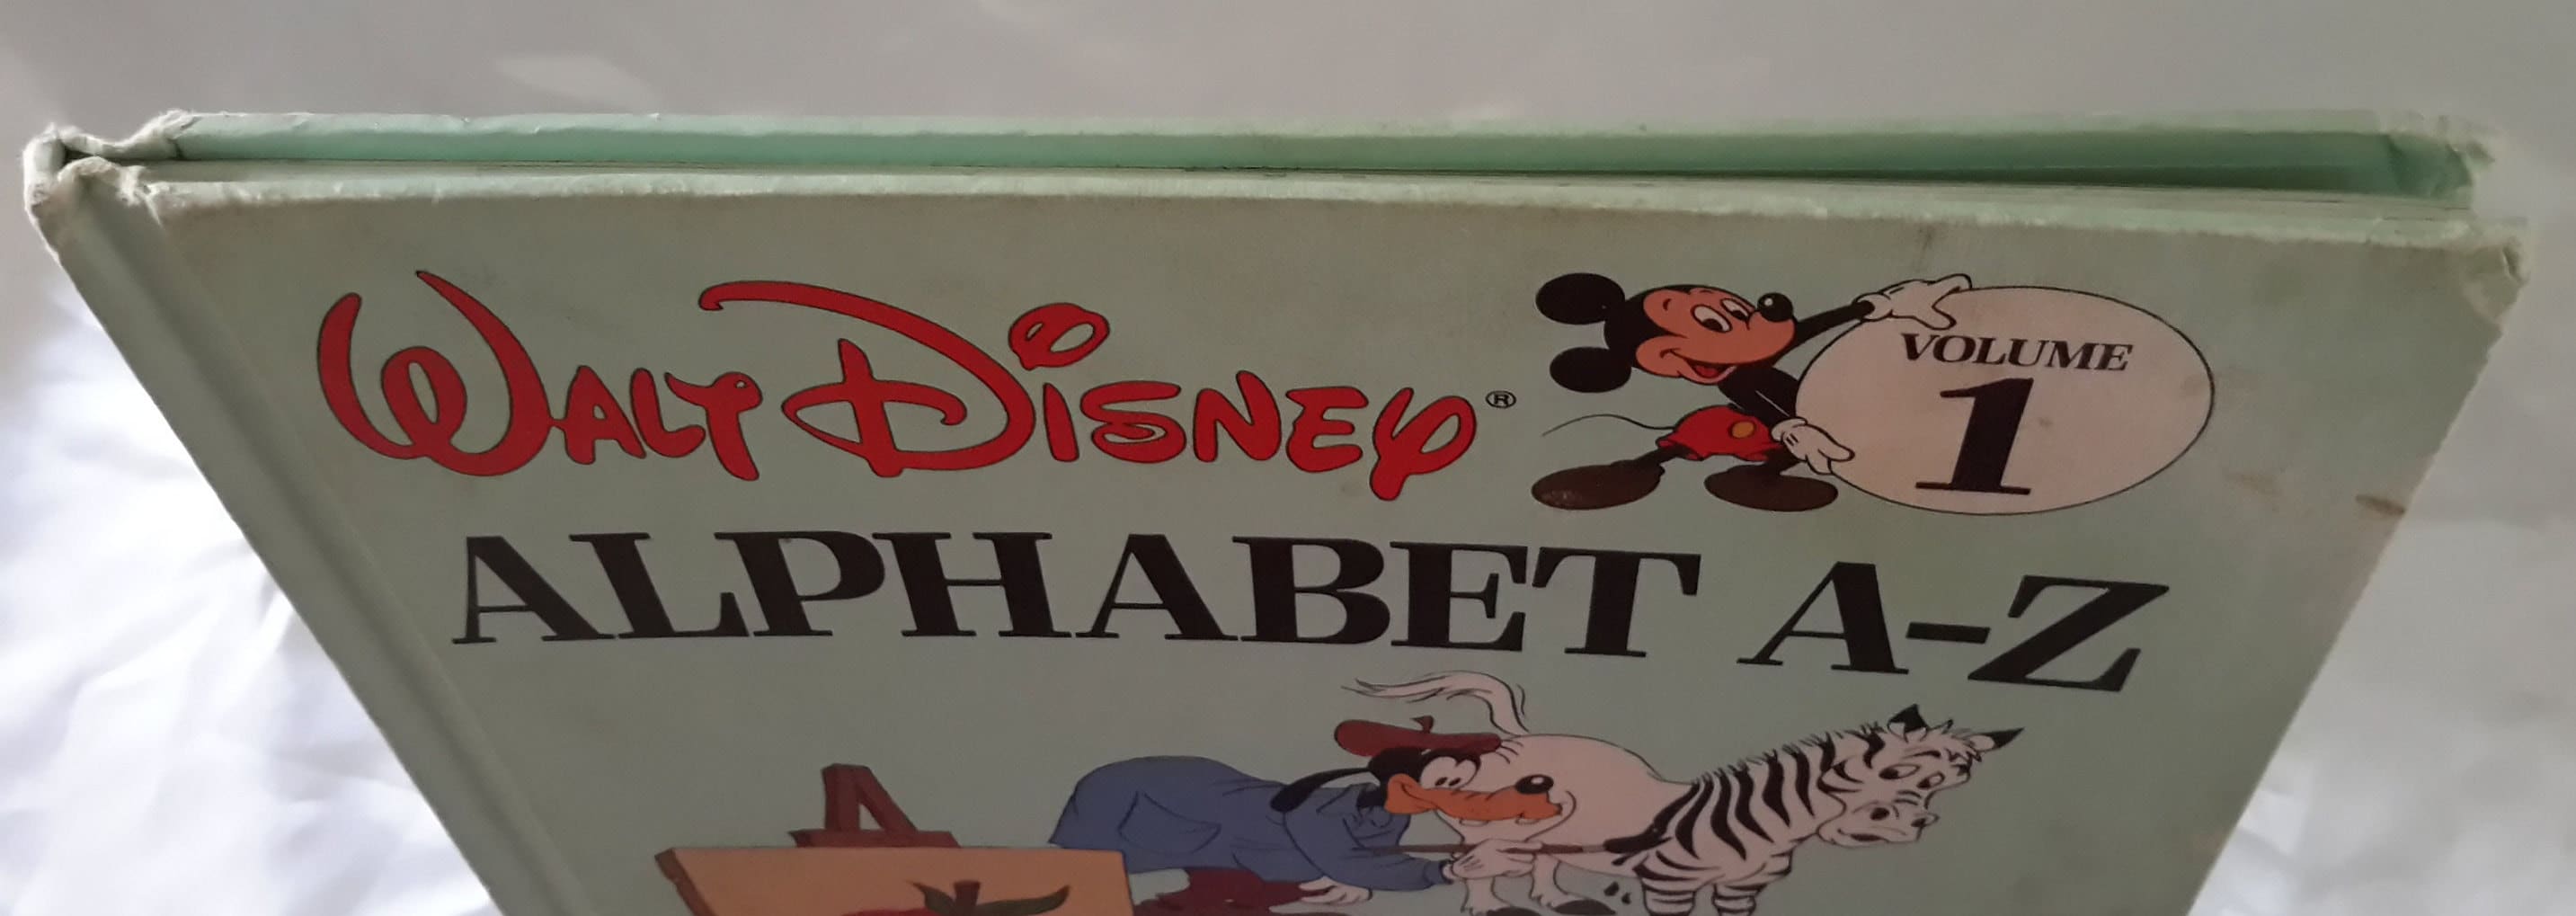 WALT DISNEY®
VOLUME
1
ALPHABET A-Z